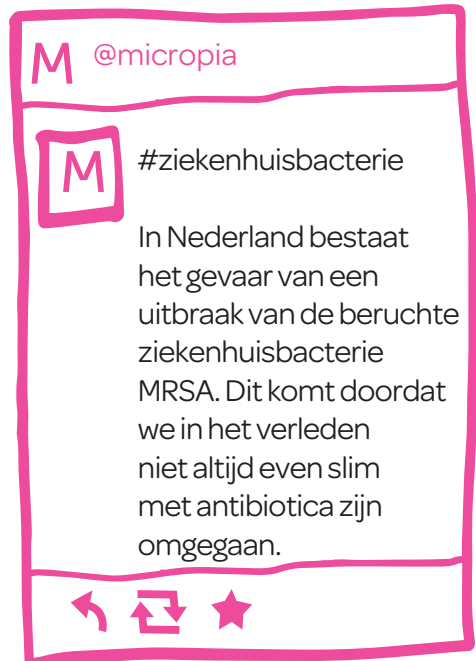 M @micropia
M
#ziekenhuisbacterie
In Nederland bestaat
het gevaar van een
uitbraak van de beruchte
ziekenhuisbacterie
MRSA. Dit komt doordat
we in het verleden
niet altijd even slim
met antibiotica zijn
omgegaan.